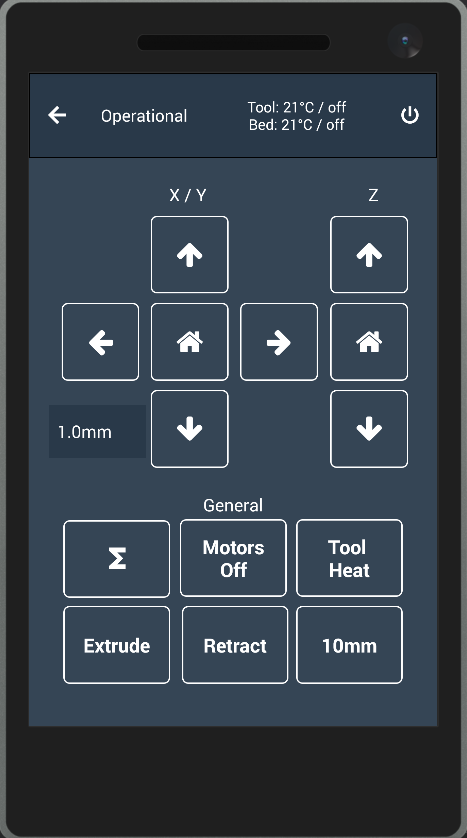 Operational
Tool: 21°C / off
Bed: 21°C / off
X / Y
Z
1.0mm
General
Σ
Motors
Off
Tool
Heat
Extrude
Retract
10mm